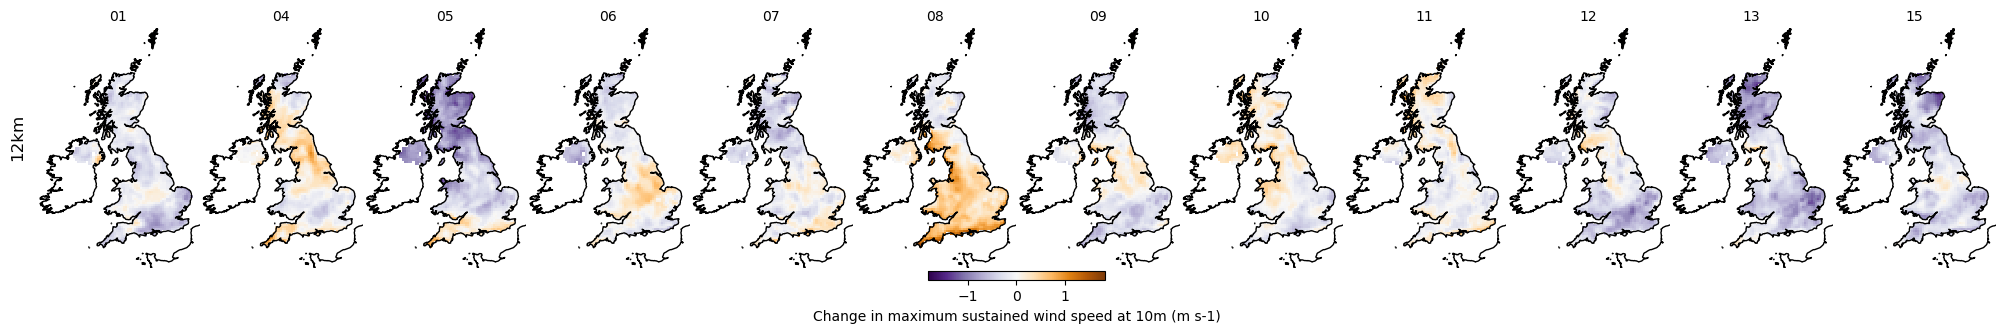 01 04 05 06 07 08 09 10 11 12 13 15
12km
−1 0 1
Change in maximum sustained wind speed at 10m (m s-1)